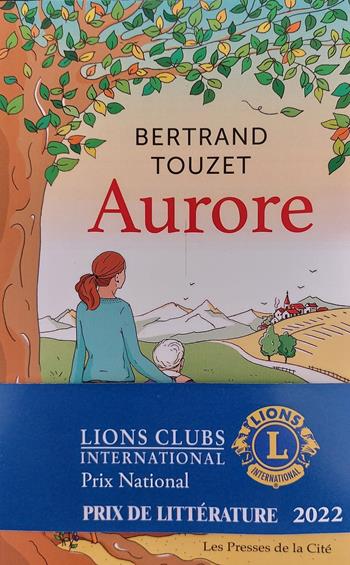 BERTRAND
TOUZET
Aurore
LIONS CLUBS
INTERNATIONAL
Prix National
PRIX DE LITTÉRATURE 2022
LIONS
L
INTERNATIONAL
Les Presses de la Cité